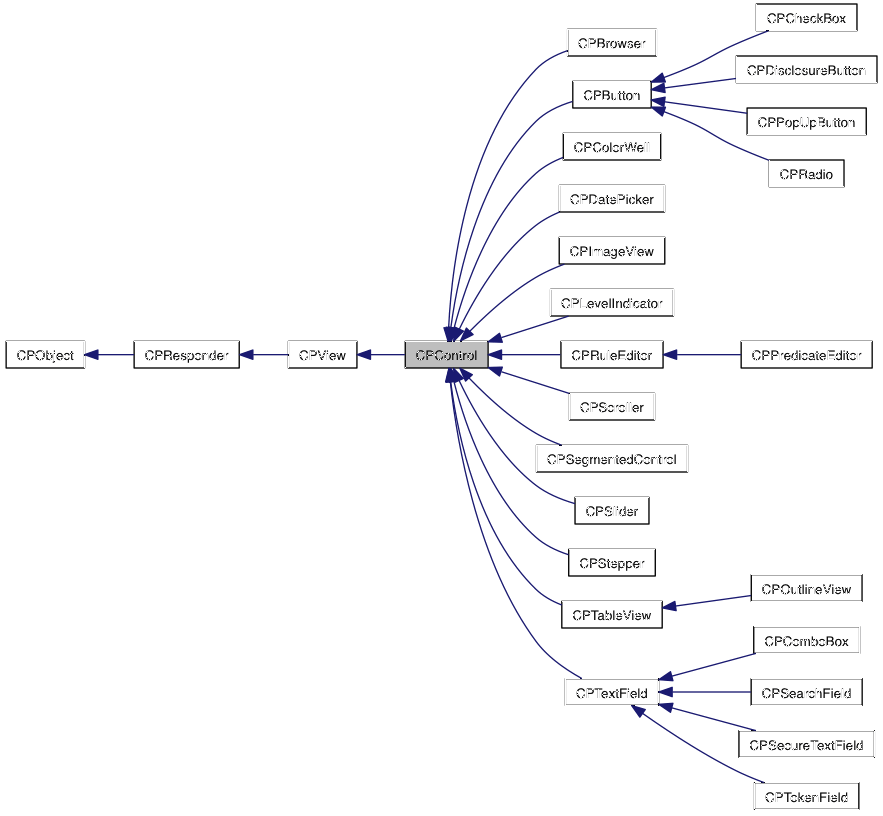 CPCheckBox
CPBrowser
CPDisclosureButton
CPButton
CPPopUpButton
CPColorWell
CPRadio
CPDatePicker
CPImageView
CPLevelIndicator
CPObject
CPResponder
CPView
CPControl
CPRuleEditor
CPPredicateEditor
CPScroller
CPSegmentedControl
CPSlider
CPStepper
CPOutlineView
CPTableView
CPComboBox
CPTextField
CPSearchField
CPSecureTextField
CPTokenField